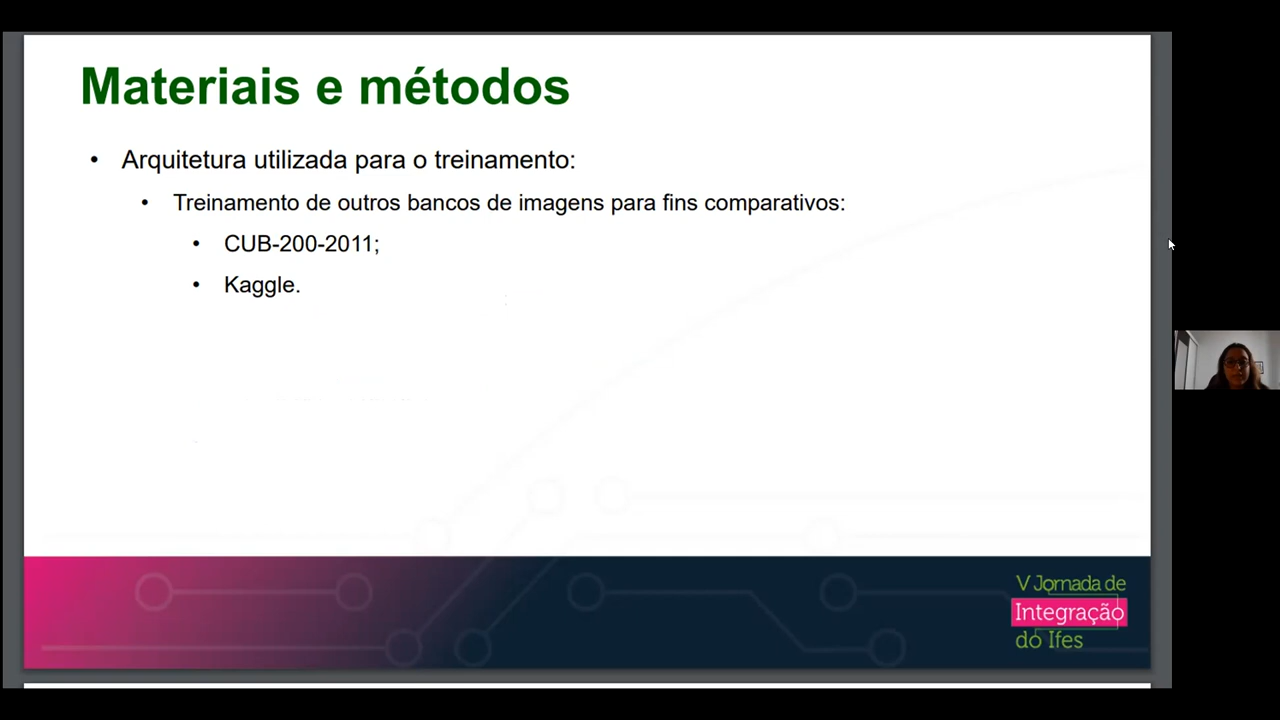 Materiais e métodos
• Arquitetura utilizada para o treinamento:
• Treinamento de outros bancos de imagens para fins comparativos:
• CUB-200-2011;
• Kaggle.
V Jornada de
Integração
do Ifes